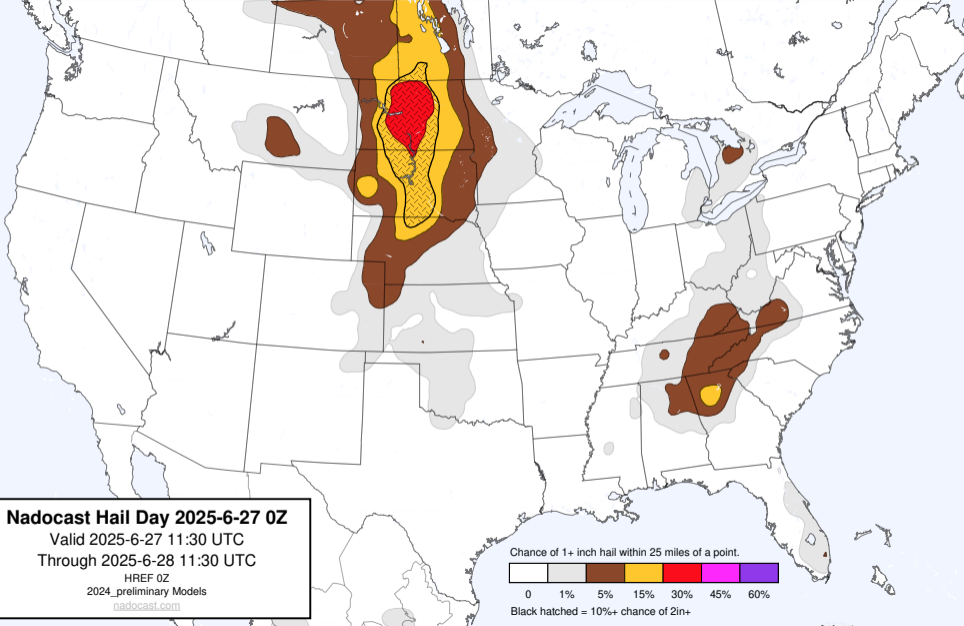 Nadocast Hail Day 2025-6-27 0Z
Valid 2025-6-27 11:30 UTC
Through 2025-6-28 11:30 UTC
HREF 0Z
2024_preliminary Models
nadocast.com
Chance of 1+ inch hail within 25 miles of a point.
0 1% 5% 15% 30% 45% 60%
Black hatched = 10%+ chance of 2in+